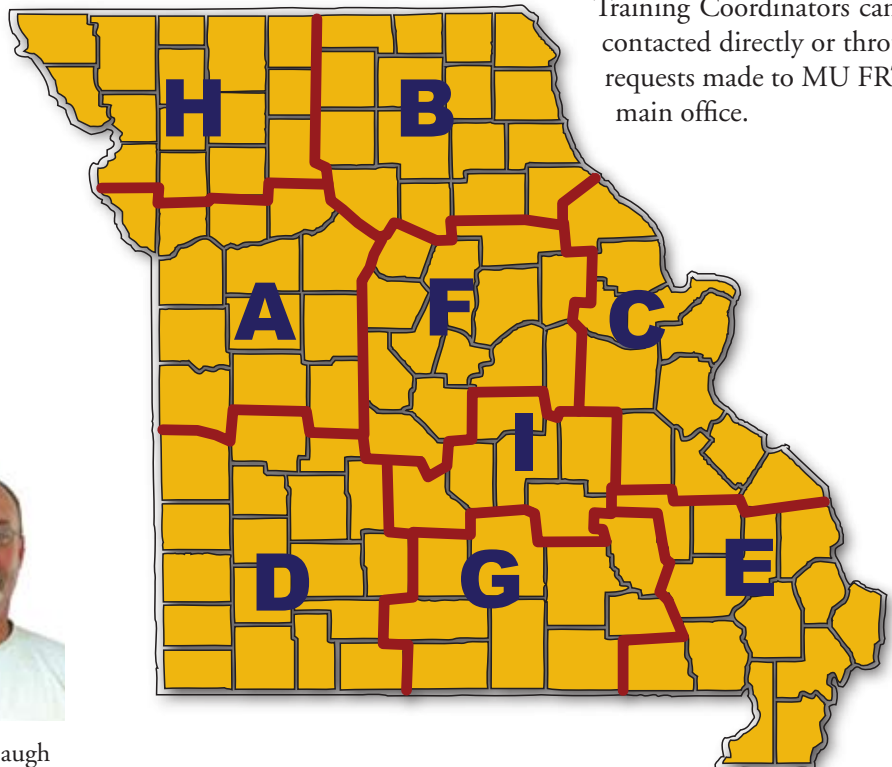 Training Coordinators can
contacted directly or thro
requests made to MU FR
main office.
H
B
A
F
C
I
D
G
E
augh